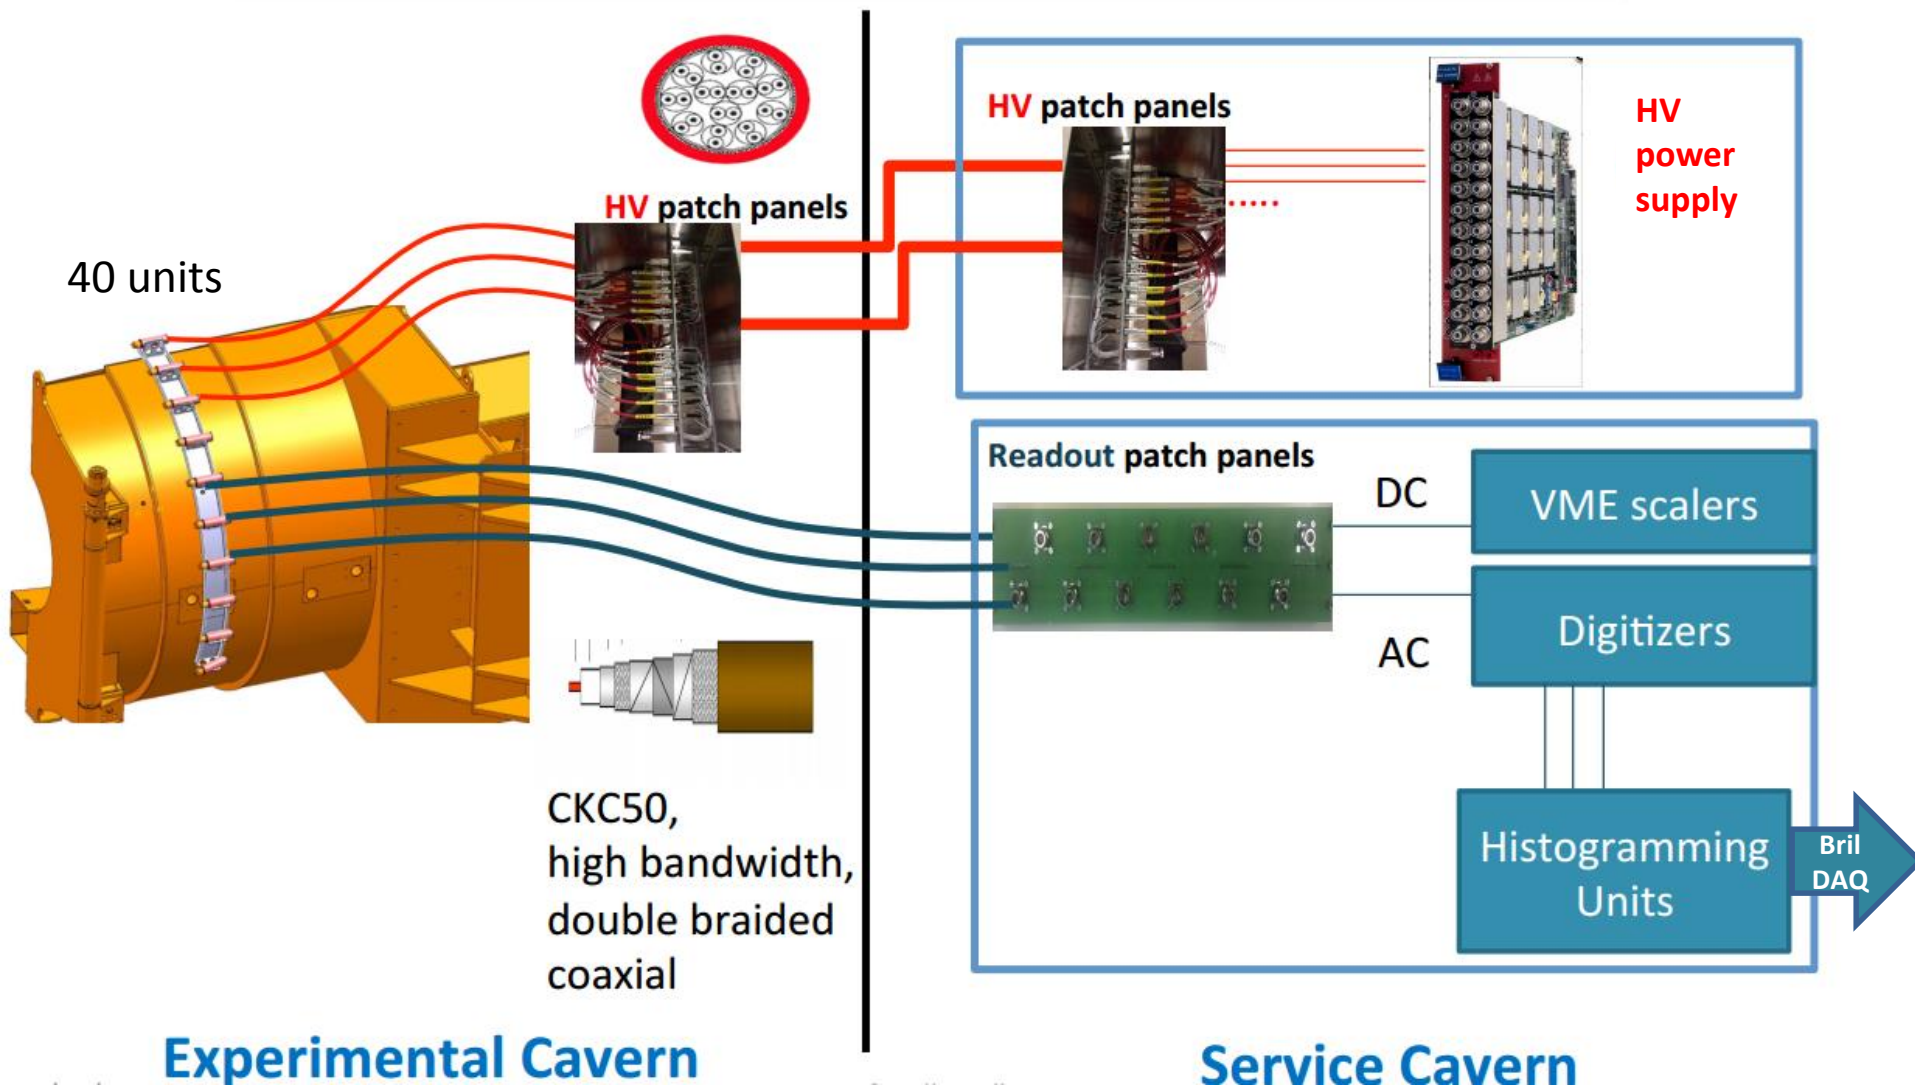 HV patch panels
HV patch panels
HV
power
supply
40 units
Readout patch panels
DC
VME scalers
AC
Digitizers
Histogramming
Units
Bril
DAQ
CKC50,
high bandwidth,
double braided
coaxial
Experimental Cavern
Service Cavern